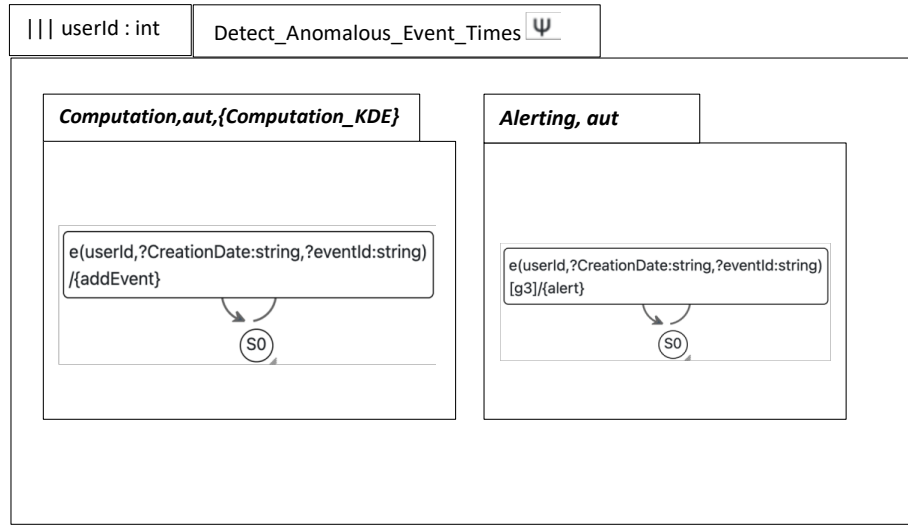 ||| userId : int
Detect_Anomalous_Event_Times Ψ
Computation,aut,{Computation_KDE}
Alerting, aut
e(userId,?CreationDate:string,?eventId:string)
/{addEvent}
S0
e(userId,?CreationDate:string,?eventId:string)
[g3]/{alert}
S0